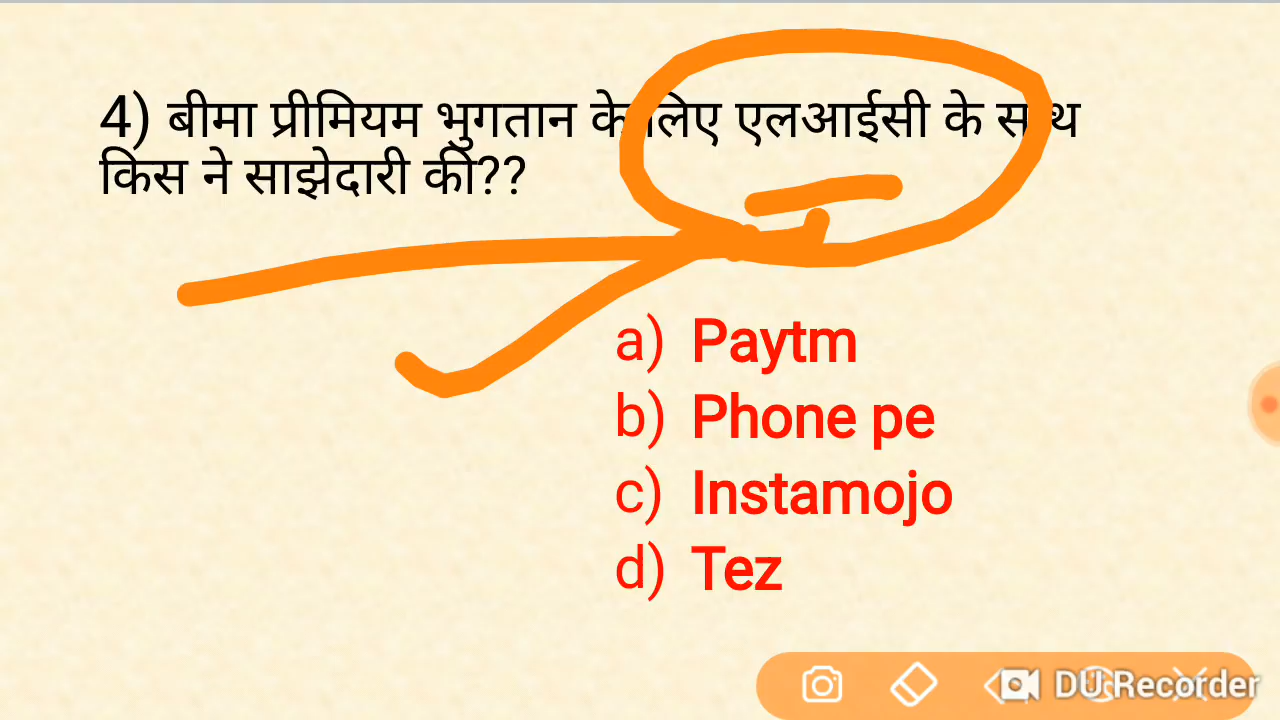 4) बीमा प्रीमियम भुगतान के लिए एलआईसी के साथ
किस ने साझेदारी की??
a) Paytm
b) Phone pe
c) Instamojo
d) Tez
DU Recorder